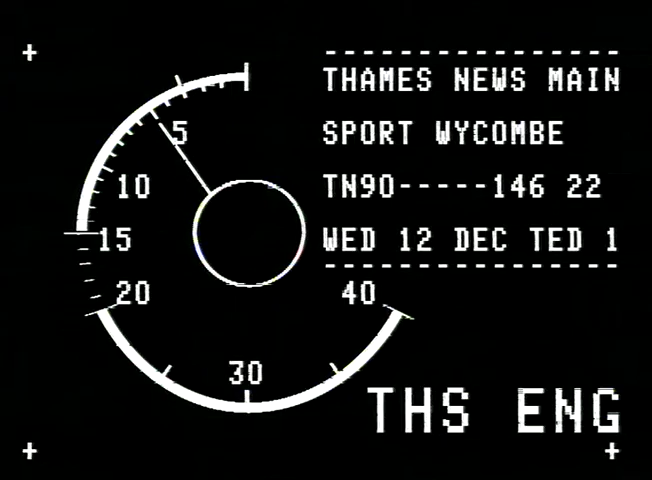 ----------------
THAMES NEWS MAIN
SPORT WYCOMBE
TN90-----146 22
WED 12 DEC TED 1
----------------
5
10
15
20
30
40
THS ENG